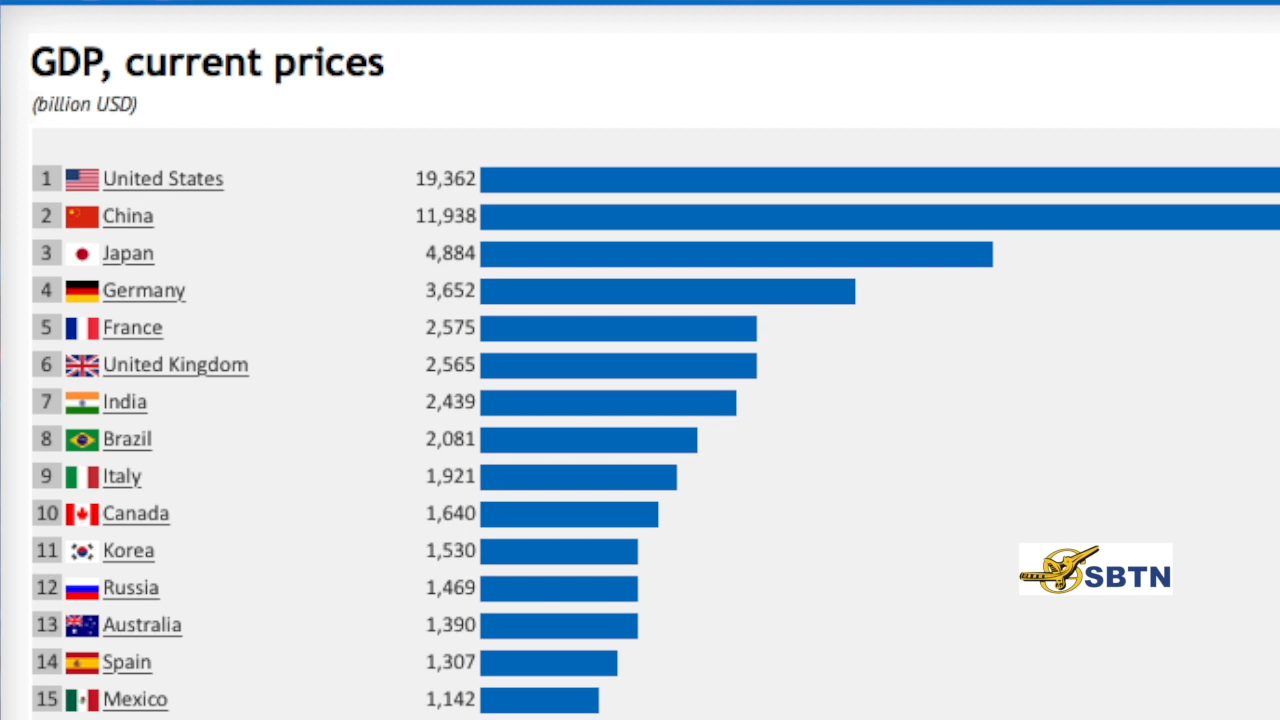 GDP, current prices
(billion USD)
1 United States 19,362
2 China 11,938
3 Japan 4,884
4 Germany 3,652
5 France 2,575
6 United Kingdom 2,565
7 India 2,439
8 Brazil 2,081
9 Italy 1,921
10 Canada 1,640
11 Korea 1,530
12 Russia 1,469
13 Australia 1,390
14 Spain 1,307
15 Mexico 1,142
SBTN